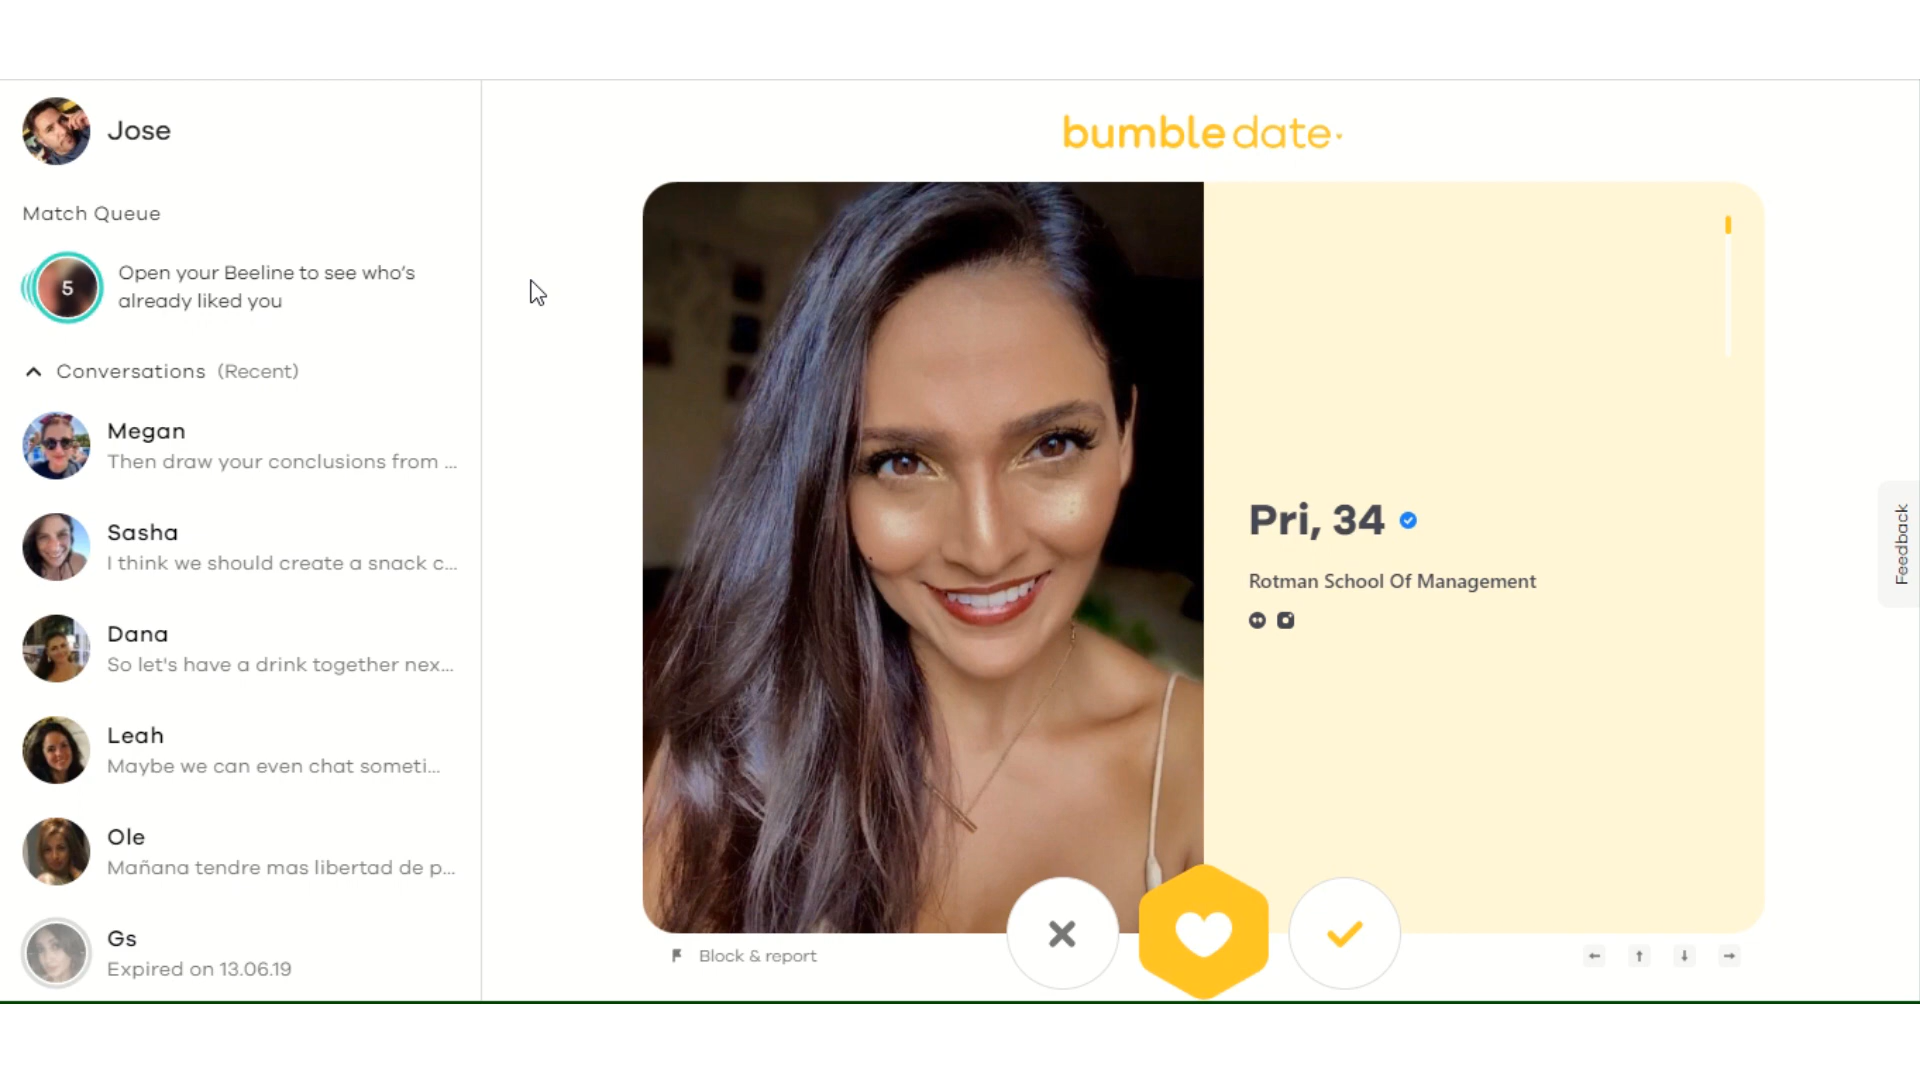 Jose
Match Queue
5
Open your Beeline to see who's
already liked you
Conversations (Recent)
Megan
Then draw your conclusions from ...
Sasha
I think we should create a snack c...
Dana
So let's have a drink together nex...
Leah
Maybe we can even chat someti...
Ole
Mañana tendre mas libertad de p...
Gs
Expired on 13.06.19
bumble date
Pri, 34
Rotman School Of Management
Block & report
Feedback